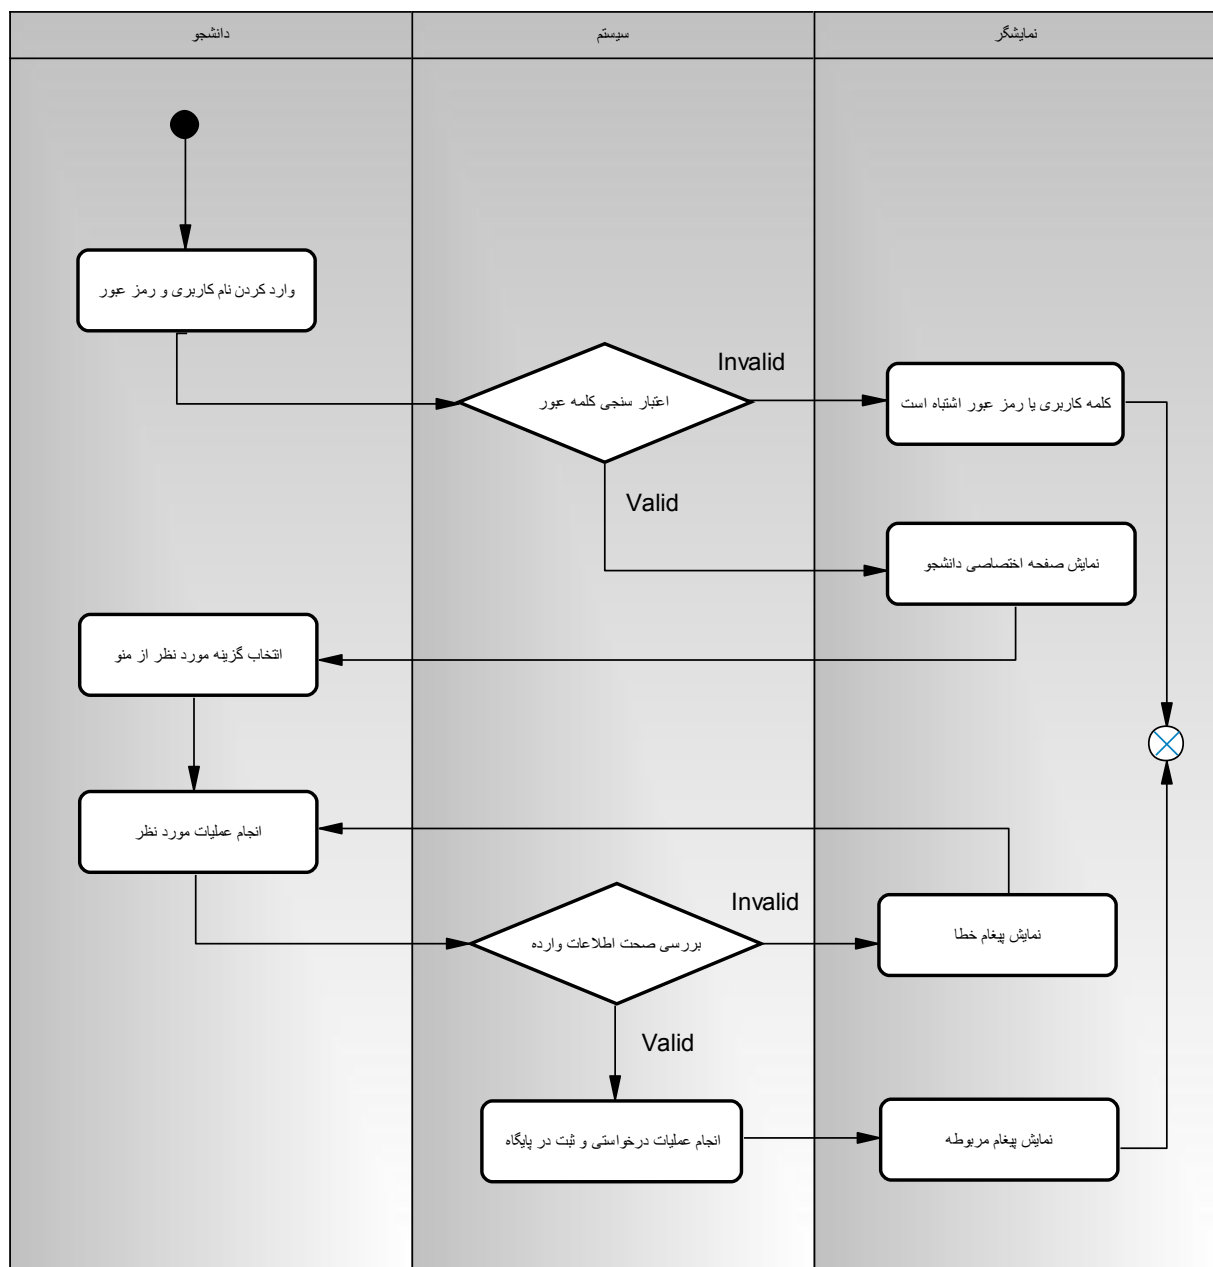 دانشجو
سیستم
نمایشگر
وارد کردن نام کاربری و رمز عبور
اعتبار سنجی کلمه عبور
Invalid
کلمه کاربری یا رمز عبور اشتباه است
Valid
نمایش صفحه اختصاصی دانشجو
انتخاب گزینه مورد نظر از منو
انجام عملیات مورد نظر
بررسی صحت اطلاعات وارده
Invalid
نمایش پیغام خطا
Valid
انجام عملیات درخواستی و ثبت در پایگاه
نمایش پیغام مربوطه